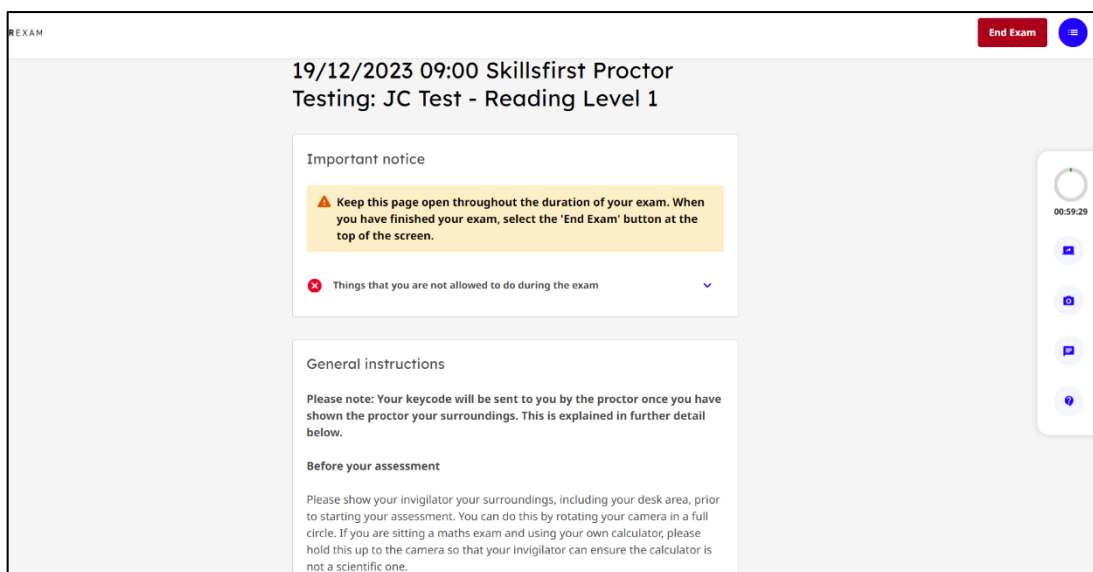 REXAM
End Exam
19/12/2023 09:00 Skillsfirst Proctor
Testing: JC Test - Reading Level 1
Important notice
Keep this page open throughout the duration of your exam. When
you have finished your exam, select the 'End Exam' button at the
top of the screen.
00:59:29
Things that you are not allowed to do during the exam
General instructions
Please note: Your keycode will be sent to you by the proctor once you have
shown the proctor your surroundings. This is explained in further detail
below.
Before your assessment
Please show your invigilator your surroundings, including your desk area, prior
to starting your assessment. You can do this by rotating your camera in a full
circle. If you are sitting a maths exam and using your own calculator, please
hold this up to the camera so that your invigilator can ensure the calculator is
not a scientific one.